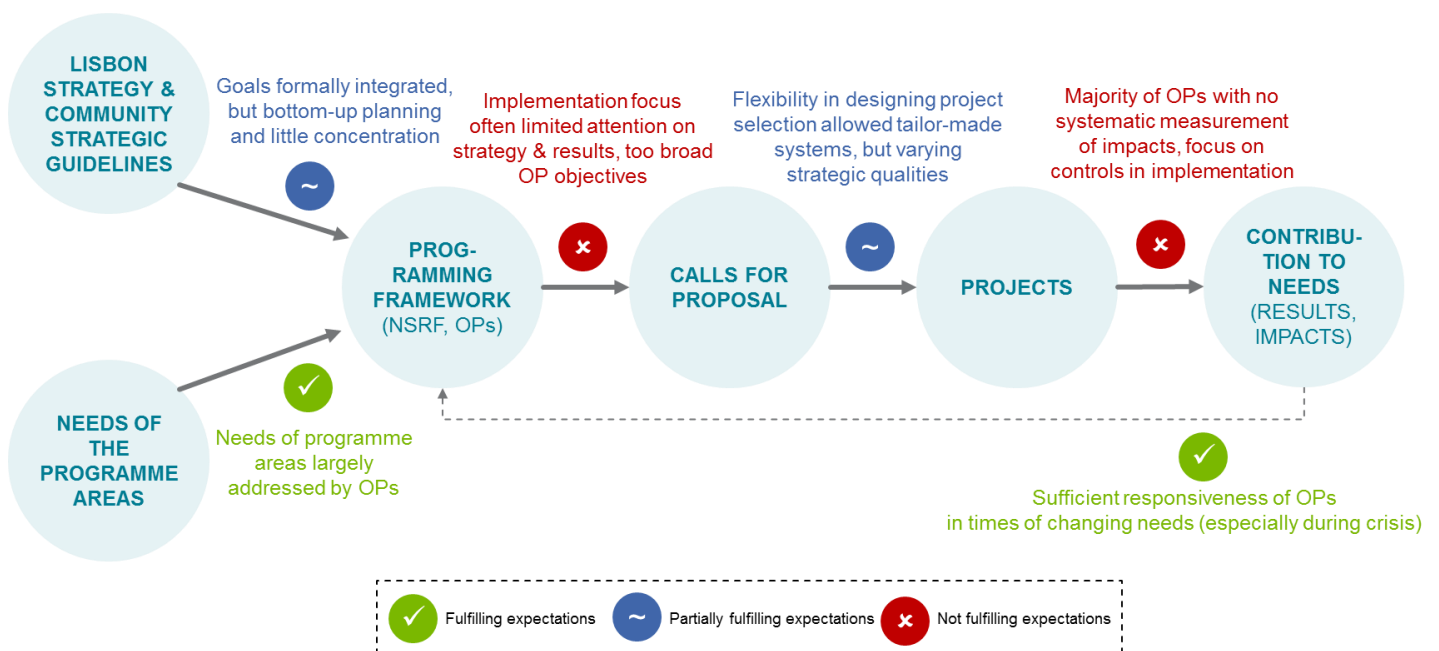 LISBON
STRATEGY &
COMMUNITY
STRATEGIC
GUIDELINES
Goals formally integrated,
but bottom-up planning
and little concentration
~
Implementation focus
often limited attention on
strategy & results, too broad
OP objectives
✘
Flexibility in designing project
selection allowed tailor-made
systems, but varying
strategic qualities
~
Majority of OPs with no
systematic measurement
of impacts, focus on
controls in implementation
✘
PROG-
RAMMING
FRAMEWORK
(NSRF, OPs)
CALLS FOR
PROPOSAL
PROJECTS
CONTRIBU-
TION TO
NEEDS
(RESULTS,
IMPACTS)
NEEDS OF
THE
PROGRAMME
AREAS
✓
Needs of programme
areas largely
addressed by OPs
✓
Sufficient responsiveness of OPs
in times of changing needs (especially during crisis)
✓ Fulfilling expectations
~ Partially fulfilling expectations
✘ Not fulfilling expectations